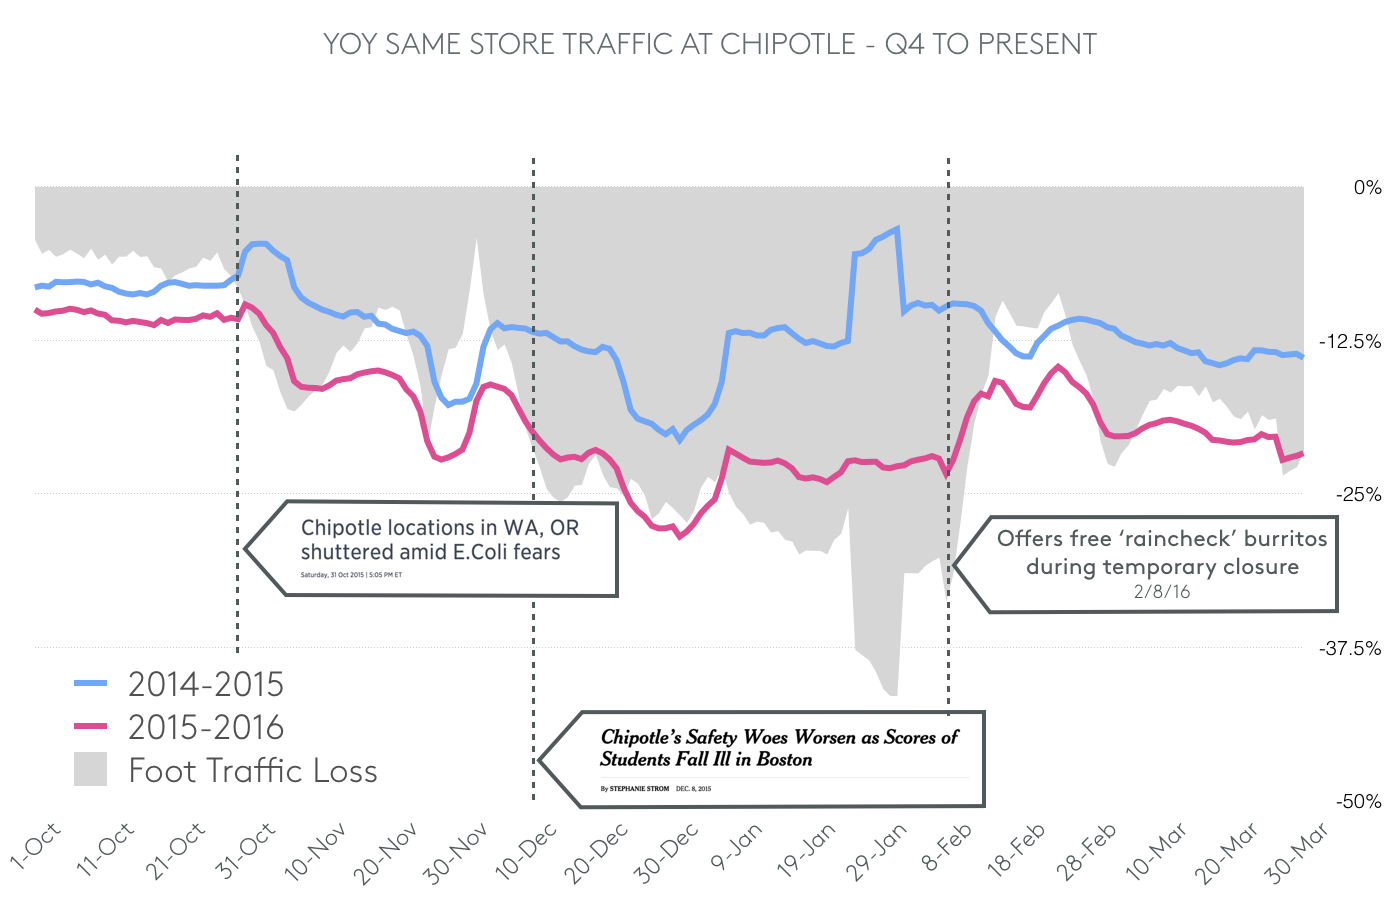 YOY SAME STORE TRAFFIC AT CHIPOTLE - Q4 TO PRESENT
0%
-12.5%
-25%
-37.5%
-50%
Chipotle locations in WA, OR
shuttered amid E.Coli fears
Saturday, 31 Oct 2015 | 5:05 PM ET
Offers free ‘raincheck’ burritos
during temporary closure
2/8/16
2014-2015
2015-2016
Foot Traffic Loss
Chipotle’s Safety Woes Worsen as Scores of
Students Fall Ill in Boston
By STEPHANIE STROM DEC. 8, 2015
1-Oct
11-Oct
21-Oct
31-Oct
10-Nov
20-Nov
30-Nov
10-Dec
20-Dec
30-Dec
9-Jan
19-Jan
29-Jan
8-Feb
18-Feb
28-Feb
10-Mar
20-Mar
30-Mar